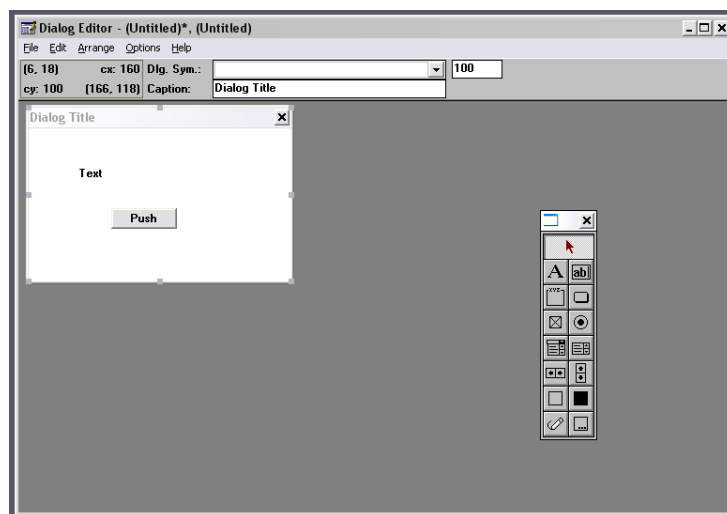 Dialog Editor - (Untitled)*, (Untitled)
File Edit Arrange Options Help
(6, 18) cx: 160 Dlg. Sym.: 100
cy: 100 (166, 118) Caption: Dialog Title
Dialog Title
Text
Push
A ab
XYZ